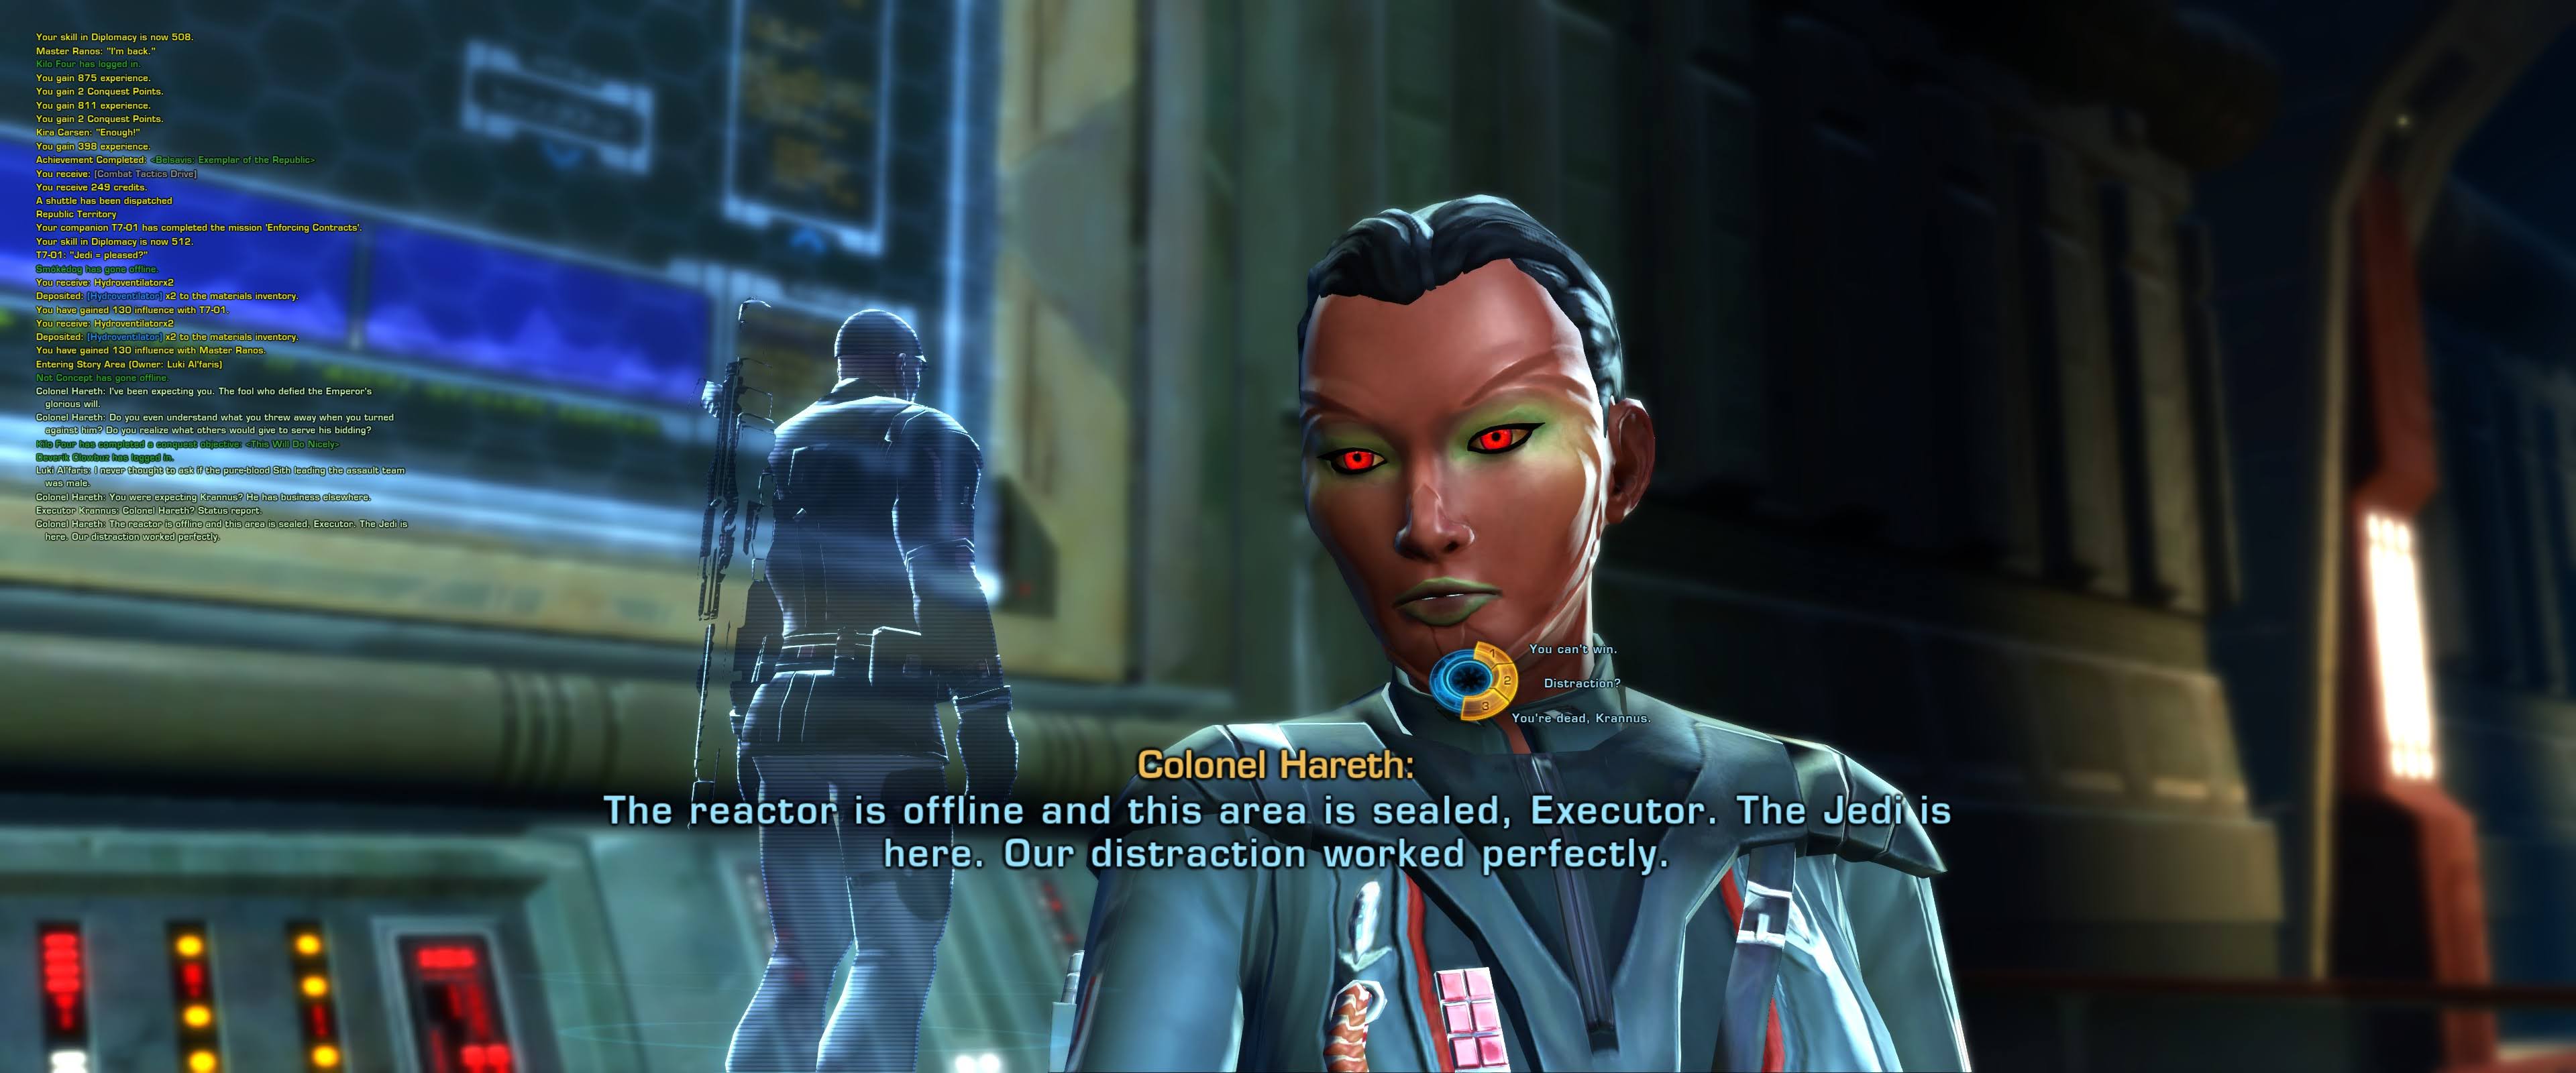 Your skill in Diplomacy is now 508.
Master Ranos: "I'm back."
Kilo Four has logged in.
You gain 875 experience.
You gain 2 Conquest Points.
You gain 811 experience.
You gain 2 Conquest Points.
Kira Carsen: "Enough!"
You gain 398 experience.
Achievement Completed: <Belsavis: Exemplar of the Republic>
You receive: [Combat Tactics Drive]
You receive 249 credits.
A shuttle has been dispatched
Republic Territory
Your companion T7-01 has completed the mission 'Enforcing Contracts'.
Your skill in Diplomacy is now 512.
T7-01: "Jedi = pleased?"
Smökédog has gone offline.
You receive: Hydroventilatorx2
Deposited: [Hydroventilator] x2 to the materials inventory.
You have gained 130 influence with T7-01.
You receive: Hydroventilatorx2
Deposited: [Hydroventilator] x2 to the materials inventory.
You have gained 130 influence with Master Ranos.
Entering Story Area (Owner: Luki Al'faris)
Not Concept has gone offline.
Colonel Hareth: I've been expecting you. The fool who defied the Emperor's
glorious will.
Colonel Hareth: Do you even understand what you threw away when you turned
against him? Do you realize what others would give to serve his bidding?
Kilo Four has completed a conquest objective: <This Will Do Nicely>
has logged in.
Luki Al'faris: I never thought to ask if the pure-blood Sith leading the assault team
was male.
Colonel Hareth: You were expecting Krannus? He has business elsewhere.
Executor Krannus: Colonel Hareth? Status report.
Colonel Hareth: The reactor is offline and this area is sealed, Executor. The Jedi is
here. Our distraction worked perfectly.
1 You can't win.
2 Distraction?
3 You're dead, Krannus.
Colonel Hareth:
The reactor is offline and this area is sealed, Executor. The Jedi is
here. Our distraction worked perfectly.